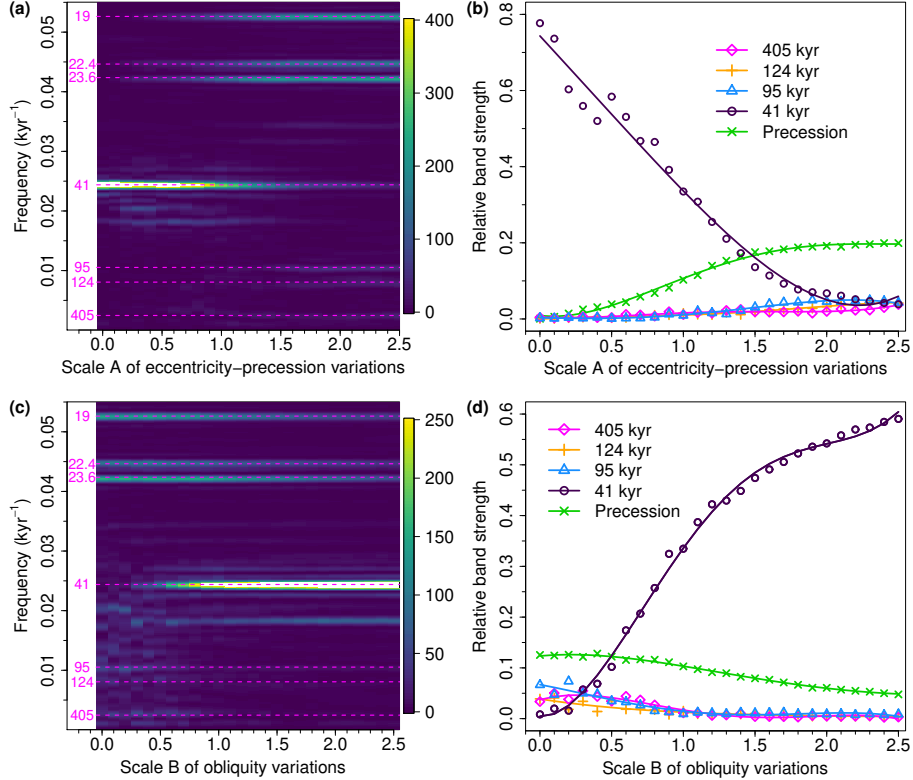 (a)
Frequency (kyr−1)
0.05
0.04
0.03
0.02
0.01
19
22.4
23.6
41
95
124
405
0.0 0.5 1.0 1.5 2.0 2.5
Scale A of eccentricity−precession variations
400
300
200
100
0
(b)
Relative band strength
0.8
0.6
0.4
0.2
0.0
405 kyr
124 kyr
95 kyr
41 kyr
Precession
0.0 0.5 1.0 1.5 2.0 2.5
Scale A of eccentricity−precession variations
(c)
Frequency (kyr−1)
0.05
0.04
0.03
0.02
0.01
19
22.4
23.6
41
95
124
405
0.0 0.5 1.0 1.5 2.0 2.5
Scale B of obliquity variations
250
200
150
100
50
0
(d)
Relative band strength
0.6
0.5
0.4
0.3
0.2
0.1
0.0
405 kyr
124 kyr
95 kyr
41 kyr
Precession
0.0 0.5 1.0 1.5 2.0 2.5
Scale B of obliquity variations